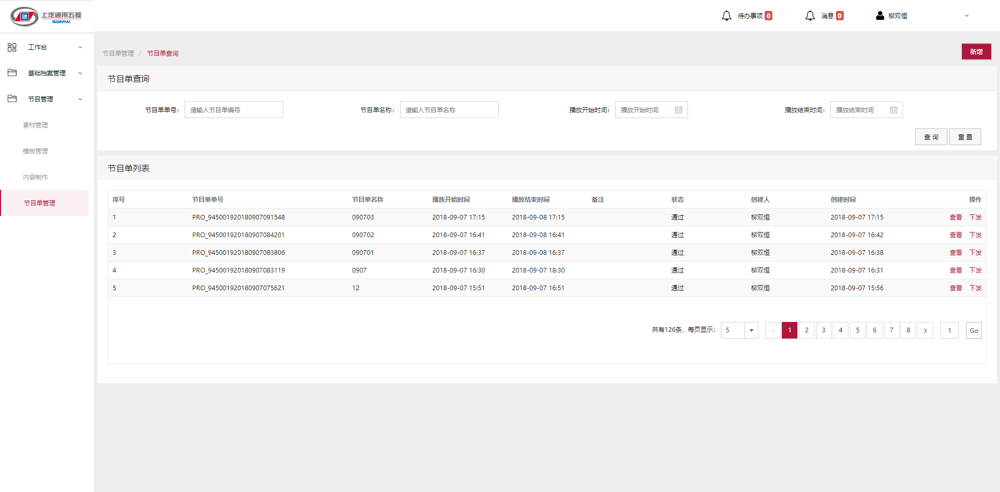 上汽通用五菱
SGMW
待办事项 0
消息 0
柳双恒
工作台
基础档案管理
节目管理
素材管理
模板管理
内容制作
节目单管理
节目单管理 / 节目单查询
新增
节目单查询
节目单单号： 请输入节目单编号 节目单名称： 请输入节目单名称 播放开始时间： 播放开始时间 播放结束时间： 播放结束时间
查 询 重 置
节目单列表
序号 节目单单号 节目单名称 播放开始时间 播放结束时间 备注 状态 创建人 创建时间 操作
1 PRO_945001920180907091548 090703 2018-09-07 17:15 2018-09-08 17:15 通过 柳双恒 2018-09-07 17:15 查看 下发
2 PRO_945001920180907084201 090702 2018-09-07 16:41 2018-09-08 16:41 通过 柳双恒 2018-09-07 16:42 查看 下发
3 PRO_945001920180907083806 090701 2018-09-07 16:37 2018-09-08 16:37 通过 柳双恒 2018-09-07 16:38 查看 下发
4 PRO_945001920180907083119 0907 2018-09-07 16:30 2018-09-07 18:30 通过 柳双恒 2018-09-07 16:31 查看 下发
5 PRO_945001920180907075621 12 2018-09-07 15:51 2018-09-07 16:51 通过 柳双恒 2018-09-07 15:56 查看 下发
共有126条，每页显示： 5 < 1 2 3 4 5 6 7 8 > 1 Go